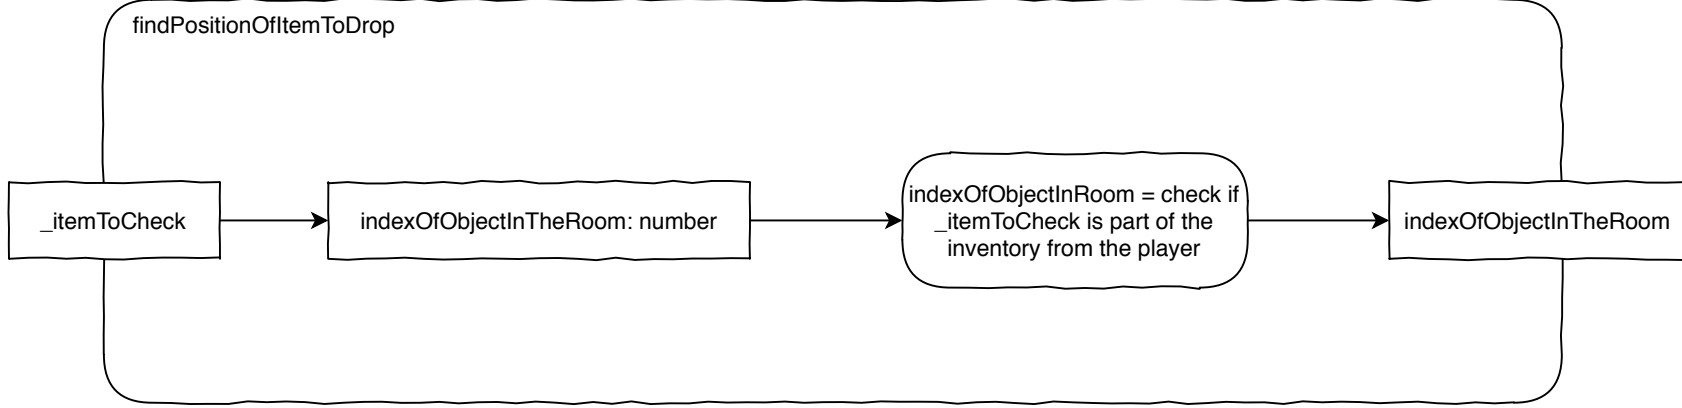 findPositionOfItemToDrop
_itemToCheck
indexOfObjectInTheRoom: number
indexOfObjectInRoom = check if
_itemToCheck is part of the
inventory from the player
indexOfObjectInTheRoom